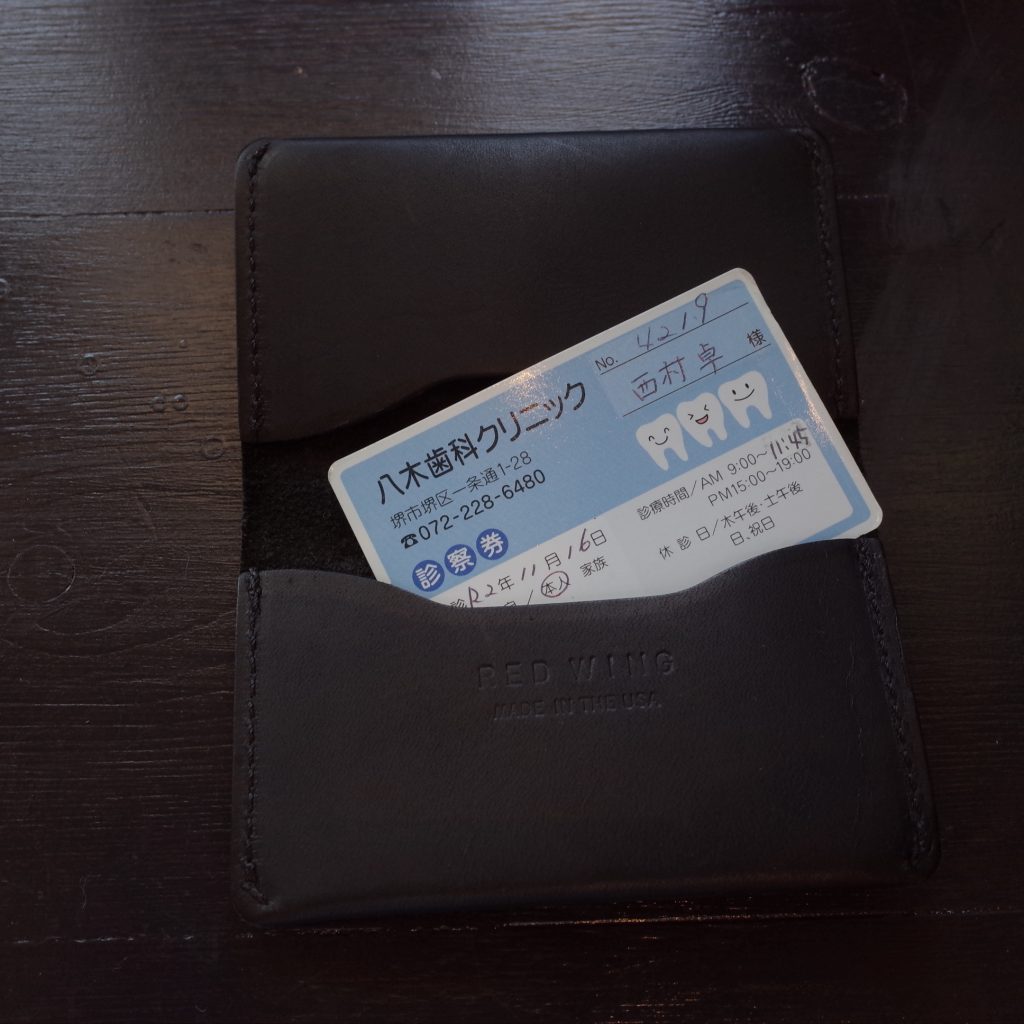 No. 4219
西村 卓 様
八木歯科クリニック
堺市堺区一条通1-28
☎072-228-6480
診療時間/AM 9:00~11:45
PM15:00~19:00
休 診 日/木午後・土午後
日、祝日
診察券
診R2年11月16日
/ 本人 家族
RED WING
MADE IN THE USA